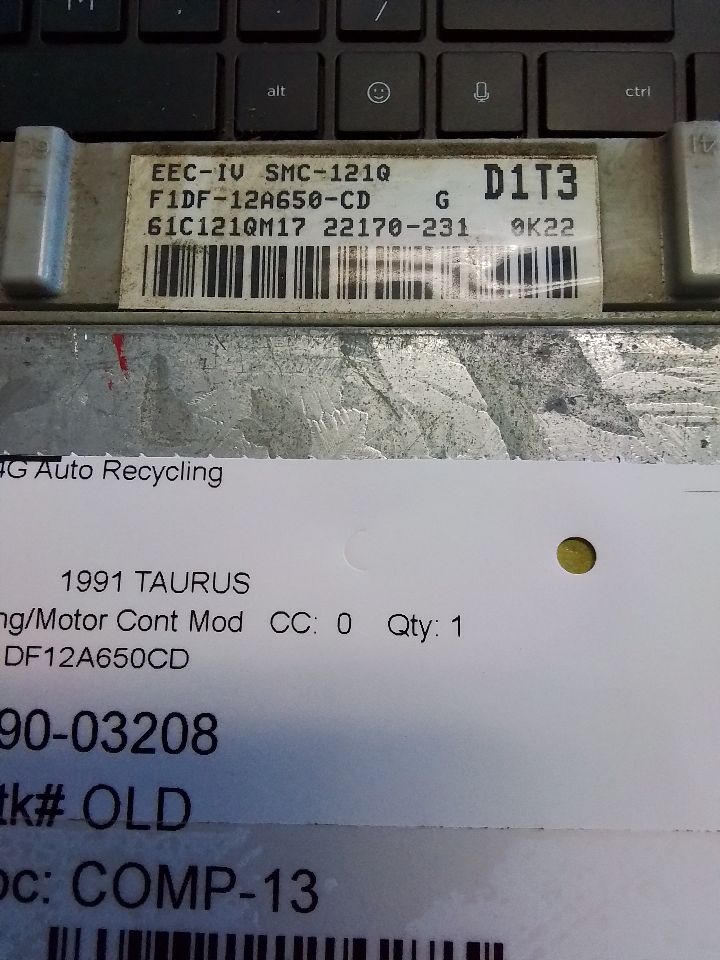 M
/
alt
ctrl
EEC-IV SMC-121Q
D1T3
F1DF-12A650-CD G
61C121QM17 22170-231 0K22
4G Auto Recycling
1991 TAURUS
ng/Motor Cont Mod CC: 0 Qty: 1
DF12A650CD
90-03208
tk# OLD
oc: COMP-13